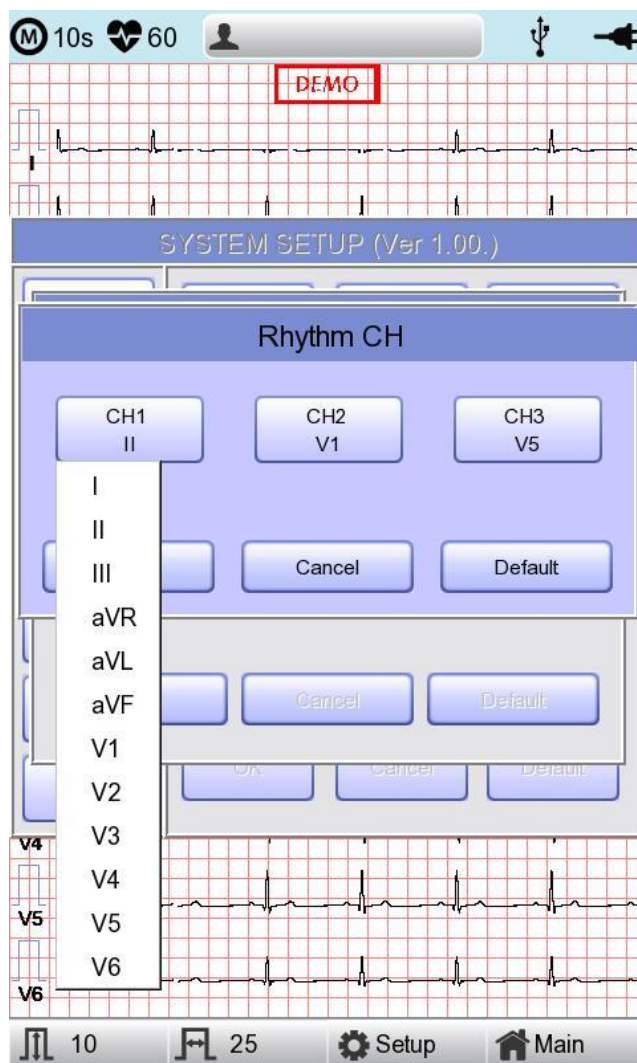 M 10s 60
DEMO
I
SYSTEM SETUP (Ver 1.00.)
Rhythm CH
CH1 CH2 CH3
II V1 V5
I
II
III
aVR
aVL
aVF
V1
V2
V3
V4
V5
V6
Cancel Default
Cancel Default
OK Cancel Default
V4
V5
V6
10 25 Setup Main